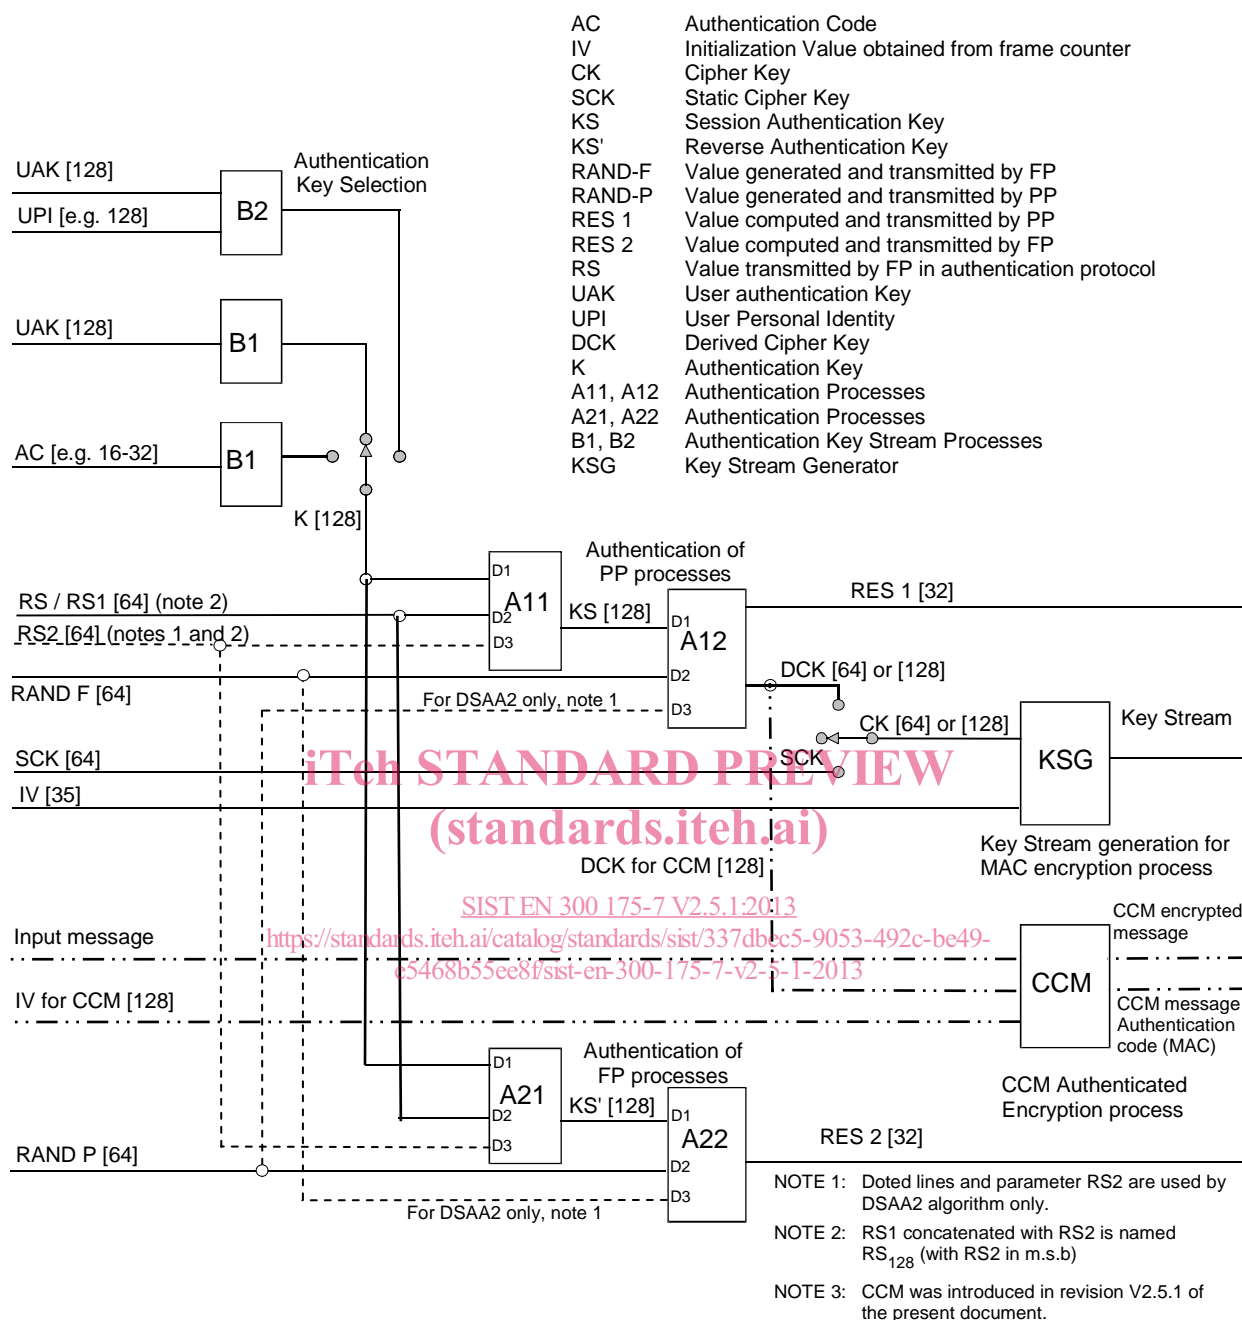 AC Authentication Code
IV Initialization Value obtained from frame counter
CK Cipher Key
SCK Static Cipher Key
KS Session Authentication Key
KS' Reverse Authentication Key
RAND-F Value generated and transmitted by FP
RAND-P Value generated and transmitted by PP
RES 1 Value computed and transmitted by PP
RES 2 Value computed and transmitted by FP
RS Value transmitted by FP in authentication protocol
UAK User authentication Key
UPI User Personal Identity
DCK Derived Cipher Key
K Authentication Key
A11, A12 Authentication Processes
A21, A22 Authentication Processes
B1, B2 Authentication Key Stream Processes
KSG Key Stream Generator
UAK [128]
UPI [e.g. 128]
B2
Authentication
Key Selection
UAK [128]
B1
AC [e.g. 16-32]
B1
K [128]
Authentication of
PP processes
RS / RS1 [64] (note 2)
RS2 [64] (notes 1 and 2)
RAND F [64]
D1
A11
D2
D3
KS [128]
D1
A12
D2
D3
RES 1 [32]
For DSAA2 only, note 1
DCK [64] or [128]
CK [64] or [128]
SCK
SCK [64]
IV [35]
KSG
Key Stream
Key Stream generation for
MAC encryption process
iTeh STANDARD PREVIEW
(standards.iteh.ai)
DCK for CCM [128]
SIST EN 300 175-7 V2.5.1:2013
https://standards.iteh.ai/catalog/standards/sist/337dbec5-9053-492c-be49-
e5468b55ee8f/sist-en-300-175-7-v2-5-1-2013
Input message
IV for CCM [128]
CCM
CCM encrypted
message
CCM message
Authentication
code (MAC)
CCM Authenticated
Encryption process
Authentication of
FP processes
D1
A21
D2
D3
KS' [128]
D1
A22
D2
D3
RES 2 [32]
RAND P [64]
For DSAA2 only, note 1
NOTE 1: Doted lines and parameter RS2 are used by
DSAA2 algorithm only.
NOTE 2: RS1 concatenated with RS2 is named
RS128 (with RS2 in m.s.b)
NOTE 3: CCM was introduced in revision V2.5.1 of
the present document.